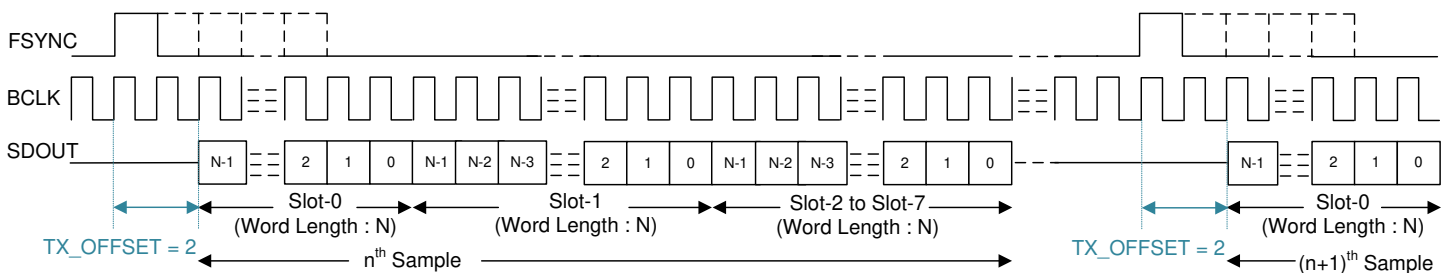 FSYNC
BCLK
SDOUT
N-1 2 1 0 N-1 N-2 N-3 2 1 0 N-1 N-2 N-3 2 1 0 N-1 2 1 0
Slot-0 Slot-1 Slot-2 to Slot-7 Slot-0
(Word Length : N) (Word Length : N) (Word Length : N) (Word Length : N)
TX_OFFSET = 2 TX_OFFSET = 2
nth Sample (n+1)th Sample